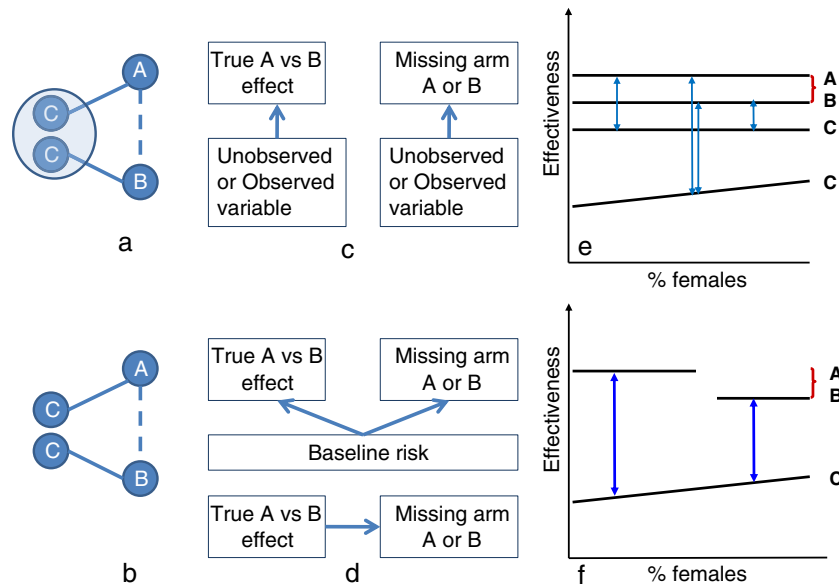 A
C
C
B
a
True A vs B
effect
Missing arm
A or B
Unobserved
or Observed
variable
Unobserved
or Observed
variable
c
Effectiveness
A
B
C
C
e
% females
A
C
C
B
b
True A vs B
effect
Missing arm
A or B
Baseline risk
True A vs B
effect
Missing arm
A or B
d
Effectiveness
A
B
C
f
% females